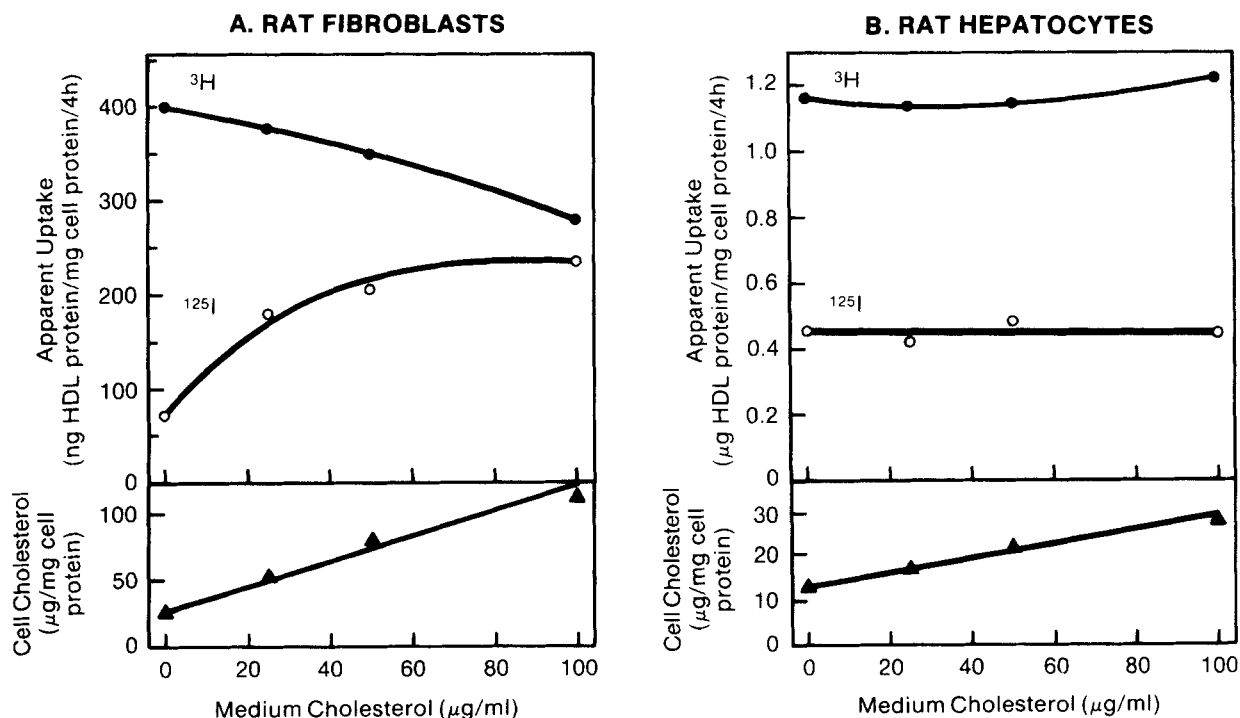 A. RAT FIBROBLASTS
Apparent Uptake
(ng HDL protein/mg cell protein/4h)
400
300
200
100
0
³H
¹²⁵I
Cell Cholesterol
(μg/mg cell
protein)
100
50
0
0 20 40 60 80 100
Medium Cholesterol (μg/ml)
B. RAT HEPATOCYTES
Apparent Uptake
(μg HDL protein/mg cell protein/4h)
1.2
1.0
0.8
0.6
0.4
0.2
0
³H
¹²⁵I
Cell Cholesterol
(μg/mg cell
protein)
30
20
10
0
0 20 40 60 80 100
Medium Cholesterol (μg/ml)